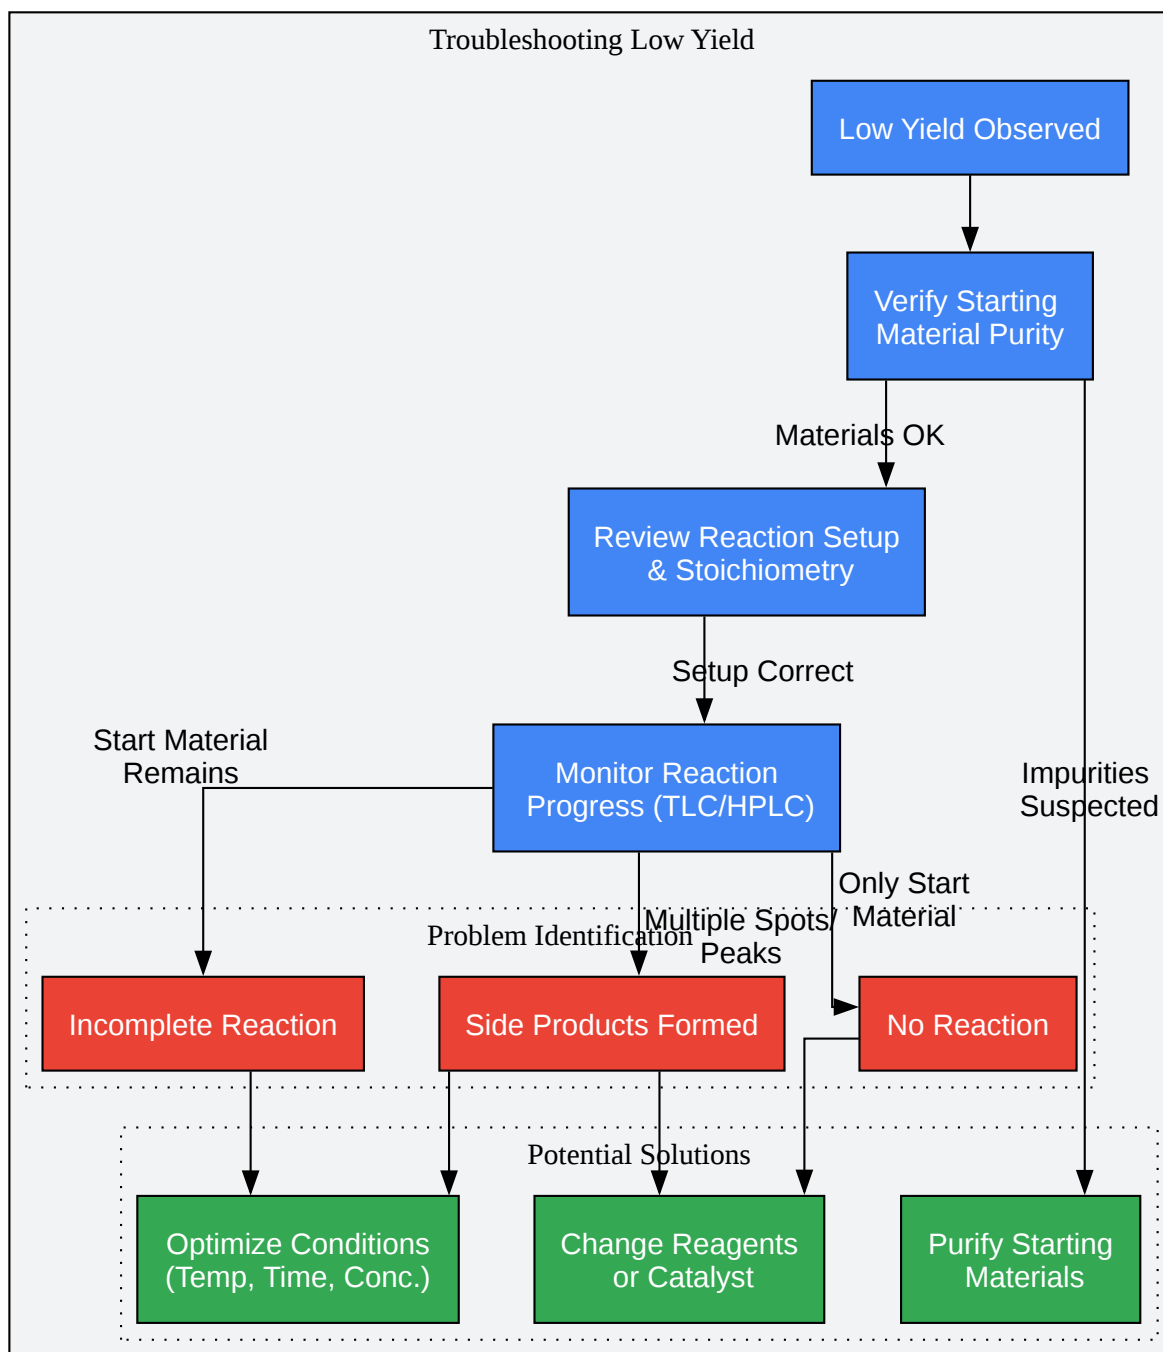 Troubleshooting Low Yield
Low Yield Observed
Verify Starting
Material Purity
Materials OK
Review Reaction Setup
& Stoichiometry
Setup Correct
Start Material
Remains
Monitor Reaction
Progress (TLC/HPLC)
Impurities
Suspected
Only Start
Material
Multiple Spots/
Peaks
Problem Identification
Incomplete Reaction
Side Products Formed
No Reaction
Potential Solutions
Optimize Conditions
(Temp, Time, Conc.)
Change Reagents
or Catalyst
Purify Starting
Materials